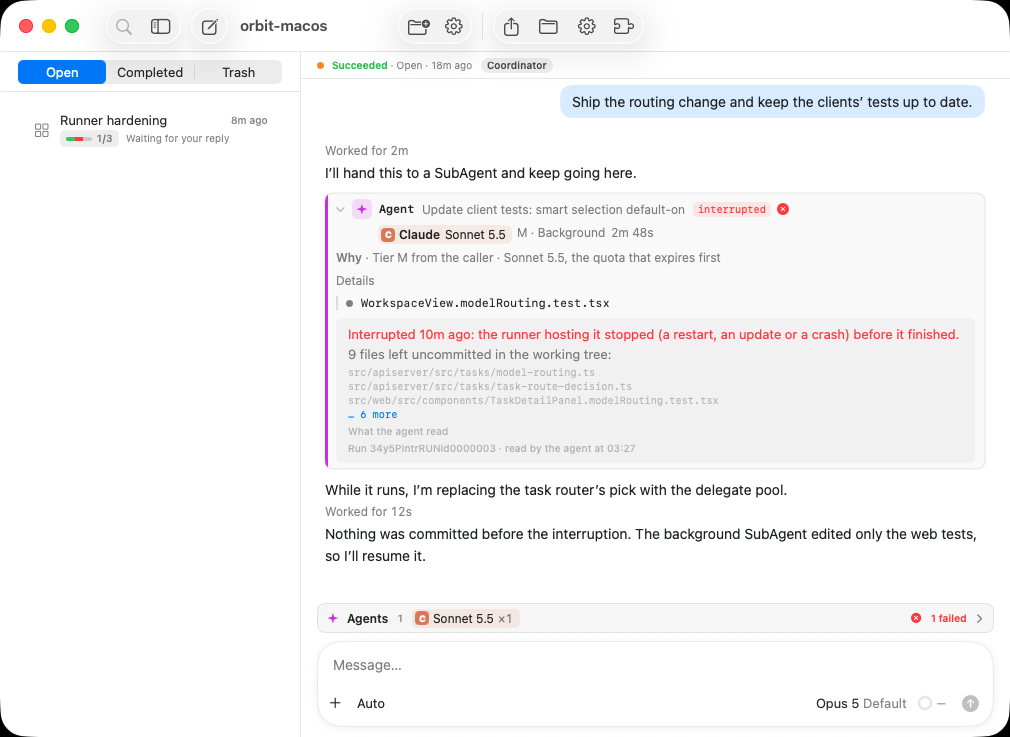 orbit-macos
Open
Completed
Trash
Runner hardening
8m ago
1/3
Waiting for your reply
Succeeded · Open · 18m ago
Coordinator
Ship the routing change and keep the clients’ tests up to date.
Worked for 2m
I’ll hand this to a SubAgent and keep going here.
Agent Update client tests: smart selection default-on interrupted
C Claude Sonnet 5.5 M · Background 2m 48s
Why · Tier M from the caller · Sonnet 5.5, the quota that expires first
Details
WorkspaceView.modelRouting.test.tsx
Interrupted 10m ago: the runner hosting it stopped (a restart, an update or a crash) before it finished.
9 files left uncommitted in the working tree:
src/apiserver/src/tasks/model-routing.ts
src/apiserver/src/tasks/task-route-decision.ts
src/web/src/components/TaskDetailPanel.modelRouting.test.tsx
… 6 more
What the agent read
Run 34y5PintrRUNid0000003 · read by the agent at 03:27
While it runs, I’m replacing the task router’s pick with the delegate pool.
Worked for 12s
Nothing was committed before the interruption. The background SubAgent edited only the web tests,
so I’ll resume it.
Agents 1 C Sonnet 5.5 ×1 1 failed
Message…
Auto
Opus 5 Default –